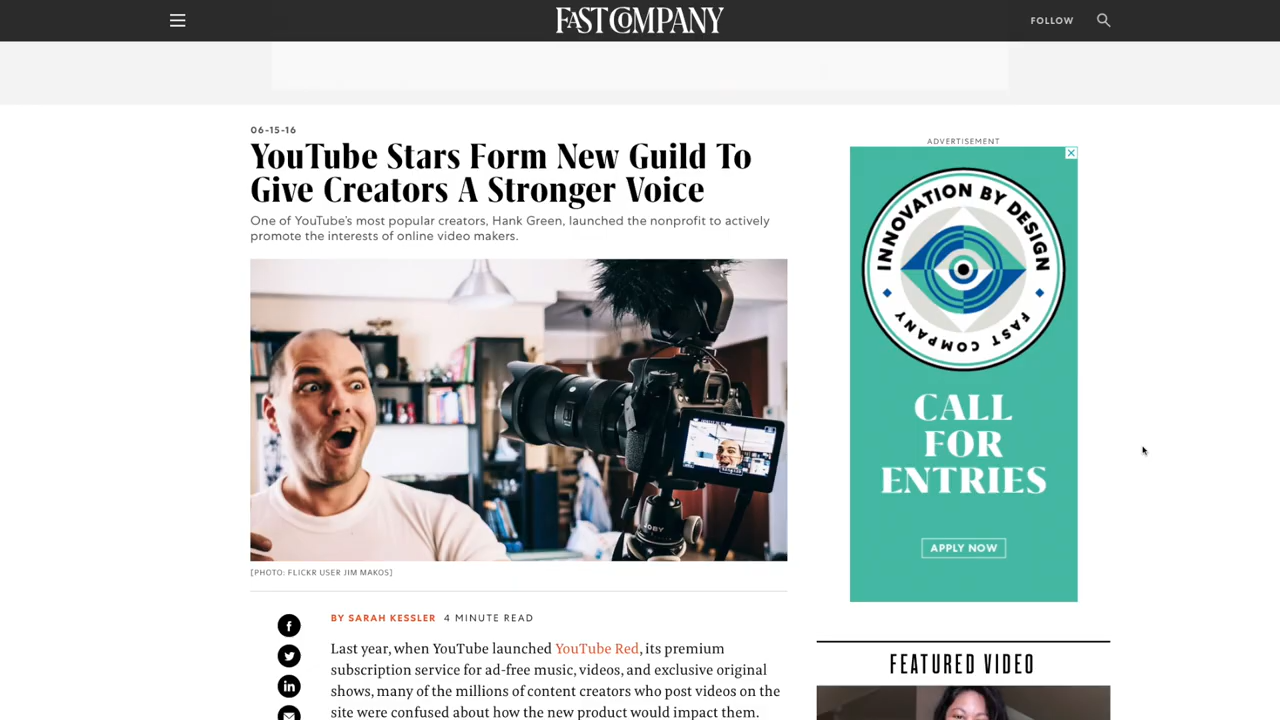 FAST COMPANY
FOLLOW
06-15-16
YouTube Stars Form New Guild To
Give Creators A Stronger Voice
One of YouTube's most popular creators, Hank Green, launched the nonprofit to actively
promote the interests of online video makers.
[PHOTO: FLICKR USER JIM MAKOS]
BY SARAH KESSLER 4 MINUTE READ
Last year, when YouTube launched YouTube Red, its premium
subscription service for ad-free music, videos, and exclusive original
shows, many of the millions of content creators who post videos on the
site were confused about how the new product would impact them.
ADVERTISEMENT
INNOVATION BY DESIGN
FAST COMPANY
CALL
FOR
ENTRIES
APPLY NOW
FEATURED VIDEO